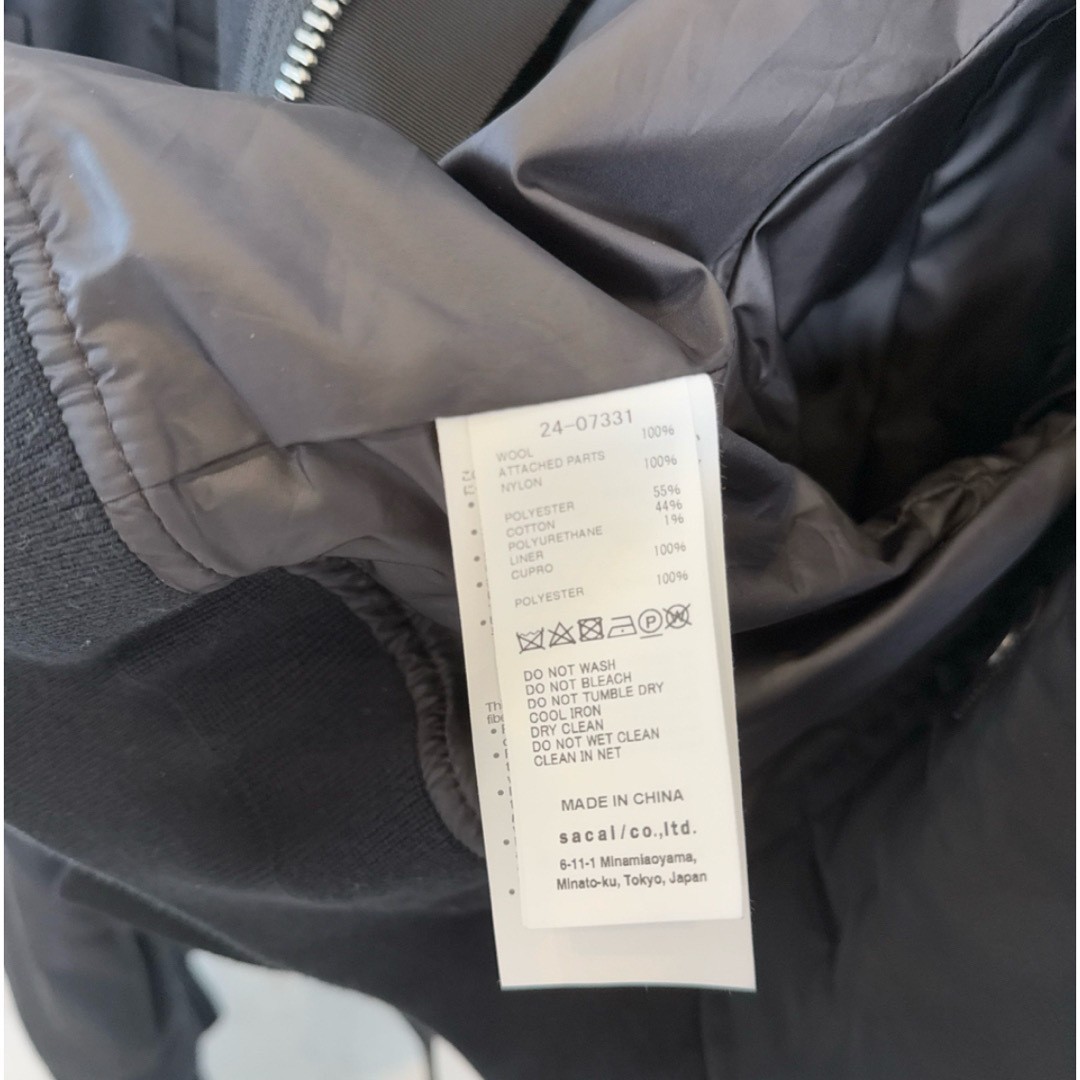 24-07331
WOOL 100%
ATTACHED PARTS
NYLON 100%
POLYESTER 55%
COTTON 44%
POLYURETHANE 1%
LINER
CUPRO 100%
POLYESTER 100%
P W
DO NOT WASH
DO NOT BLEACH
DO NOT TUMBLE DRY
COOL IRON
DRY CLEAN
DO NOT WET CLEAN
CLEAN IN NET
MADE IN CHINA
sacal/co.,ltd.
6-11-1 Minamiaoyama,
Minato-ku, Tokyo, Japan